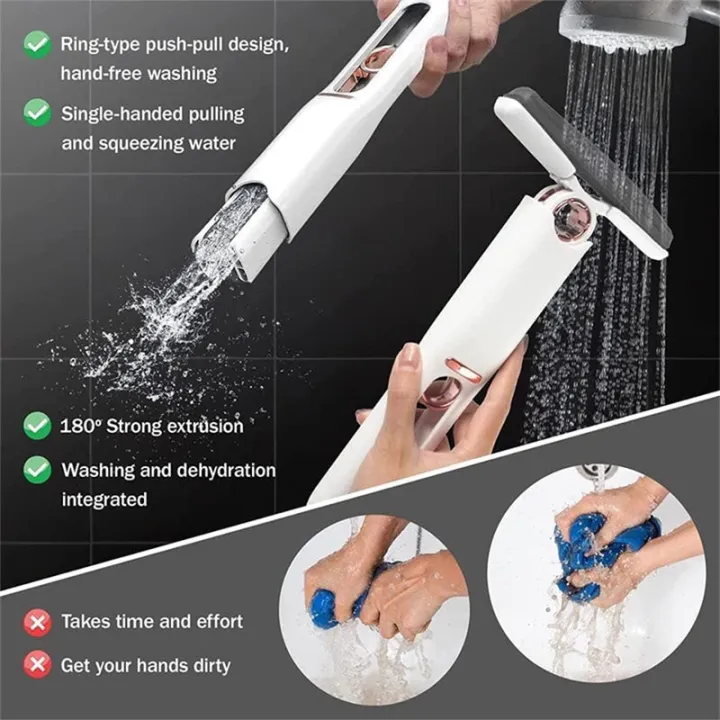 Ring-type push-pull design,
hand-free washing
Single-handed pulling
and squeezing water
180º Strong extrusion
Washing and dehydration
integrated
Takes time and effort
Get your hands dirty